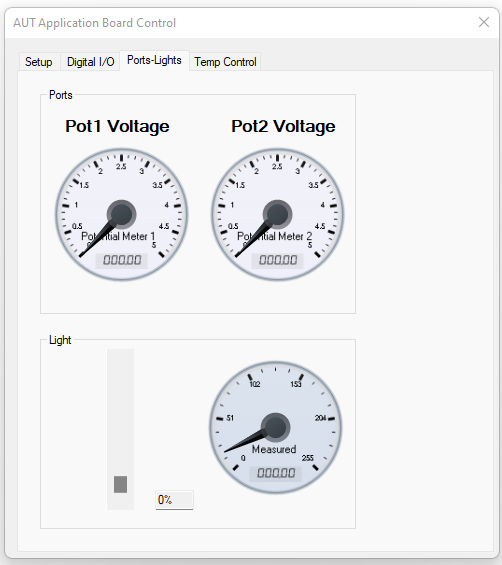 AUT Application Board Control
Setup Digital I/O Ports-Lights Temp Control
Ports
Pot1 Voltage
0.5 1 1.5 2 2.5 3 3.5 4 4.5 5
Potential Meter 1
000.00
Pot2 Voltage
0.5 1 1.5 2 2.5 3 3.5 4 4.5 5
Potential Meter 2
000.00
Light
0%
0 51 102 153 204 255
Measured
000.00